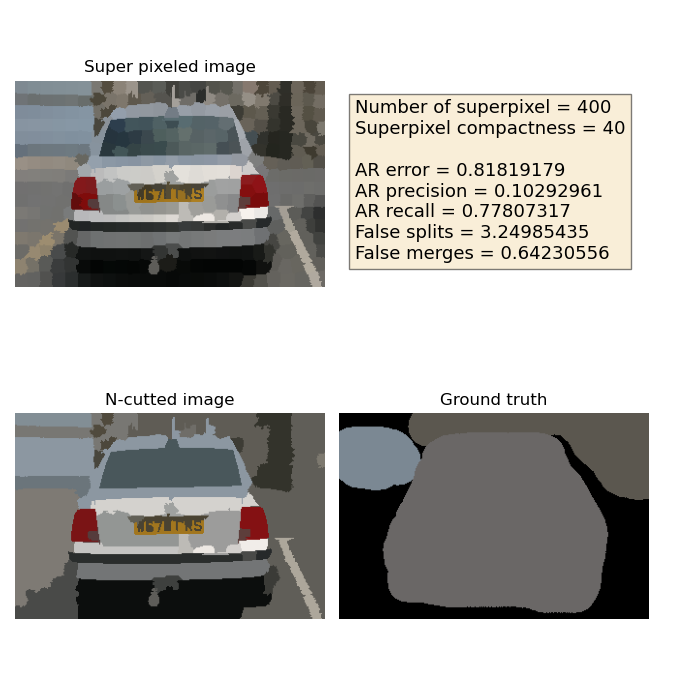 Super pixeled image
Number of superpixel = 400
Superpixel compactness = 40
AR error = 0.81819179
AR precision = 0.10292961
AR recall = 0.77807317
False splits = 3.24985435
False merges = 0.64230556
N-cutted image
Ground truth